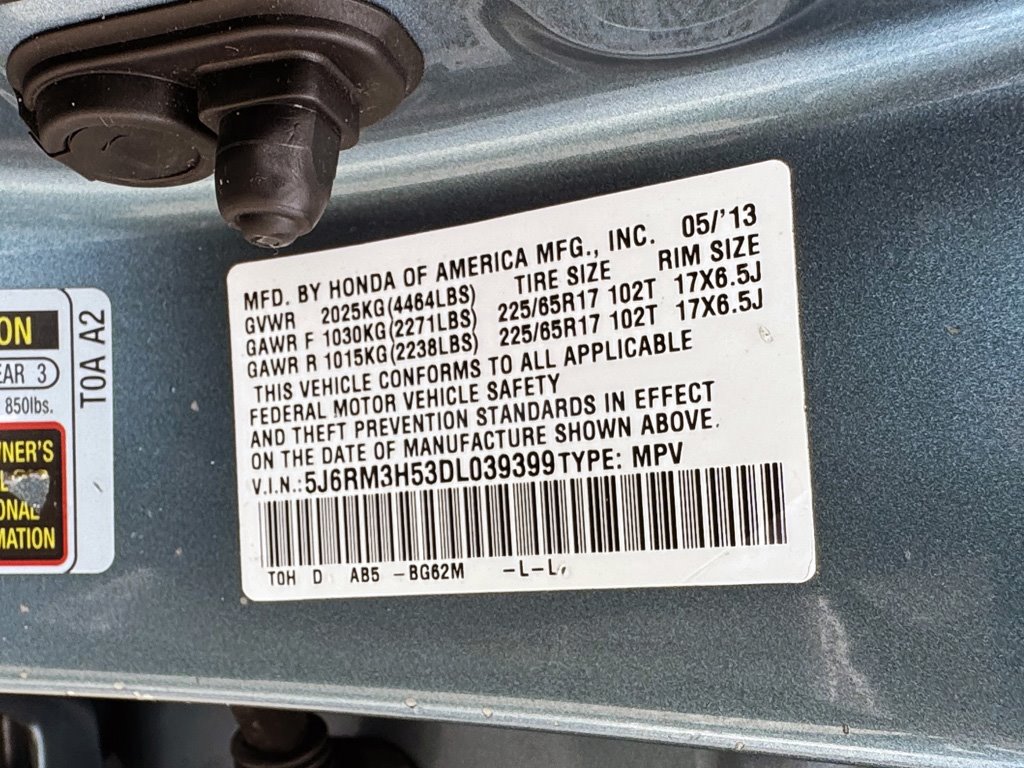 MFD. BY HONDA OF AMERICA MFG., INC. 05/'13
GVWR 2025KG(4464LBS) TIRE SIZE RIM SIZE
GAWR F 1030KG(2271LBS) 225/65R17 102T 17X6.5J
GAWR R 1015KG(2238LBS) 225/65R17 102T 17X6.5J
THIS VEHICLE CONFORMS TO ALL APPLICABLE
FEDERAL MOTOR VEHICLE SAFETY
AND THEFT PREVENTION STANDARDS IN EFFECT
ON THE DATE OF MANUFACTURE SHOWN ABOVE.
V.I.N.:5J6RM3H53DL039399 TYPE: MPV
T0H D AB5 -BG62M -L-L
ON
EAR 3
850lbs.
NER'S
L
ONAL
MATION
T0A A2